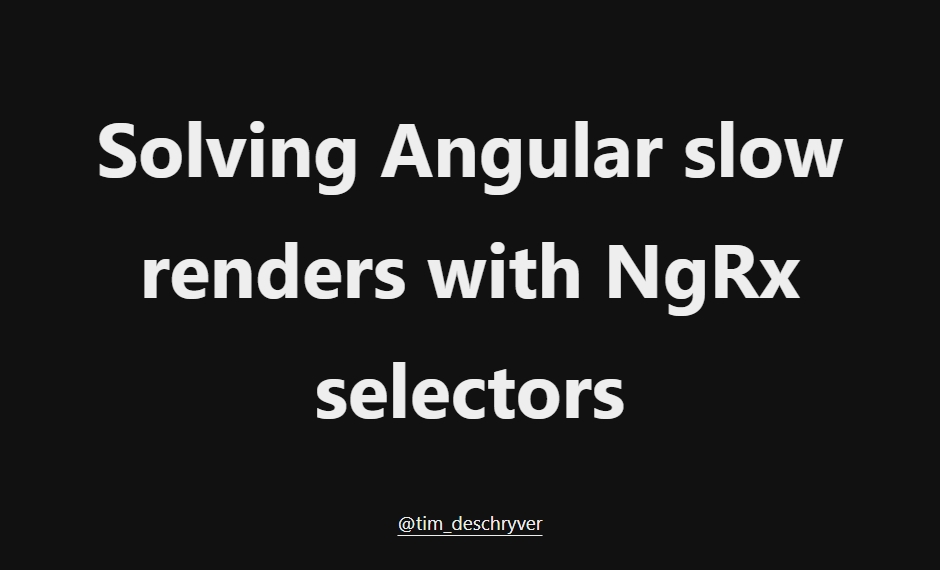 Solving Angular slow
renders with NgRx
selectors
@tim_deschryver